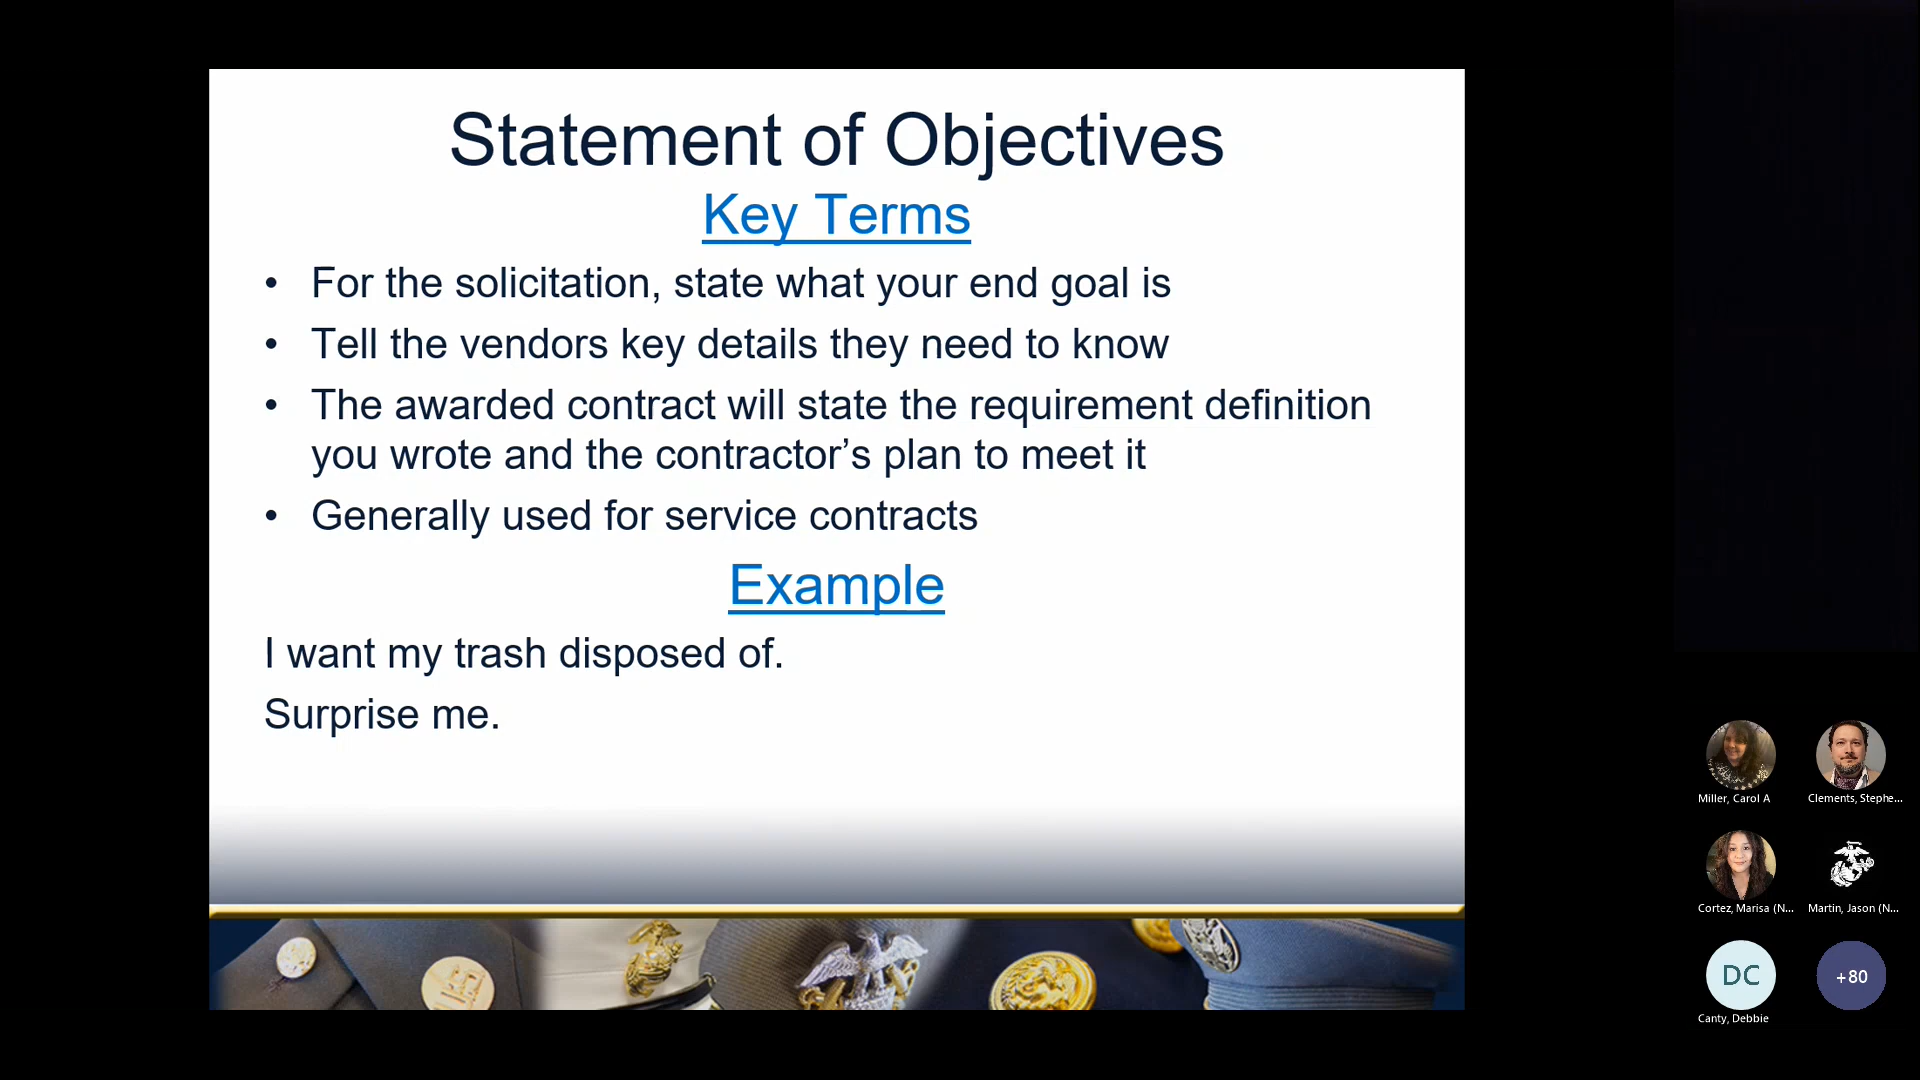 Statement of Objectives
Key Terms
• For the solicitation, state what your end goal is
• Tell the vendors key details they need to know
• The awarded contract will state the requirement definition
you wrote and the contractor’s plan to meet it
• Generally used for service contracts
Example
I want my trash disposed of.
Surprise me.
Miller, Carol A
Clements, Stephe...
Cortez, Marisa (N...
Martin, Jason (N...
DC
+80
Canty, Debbie